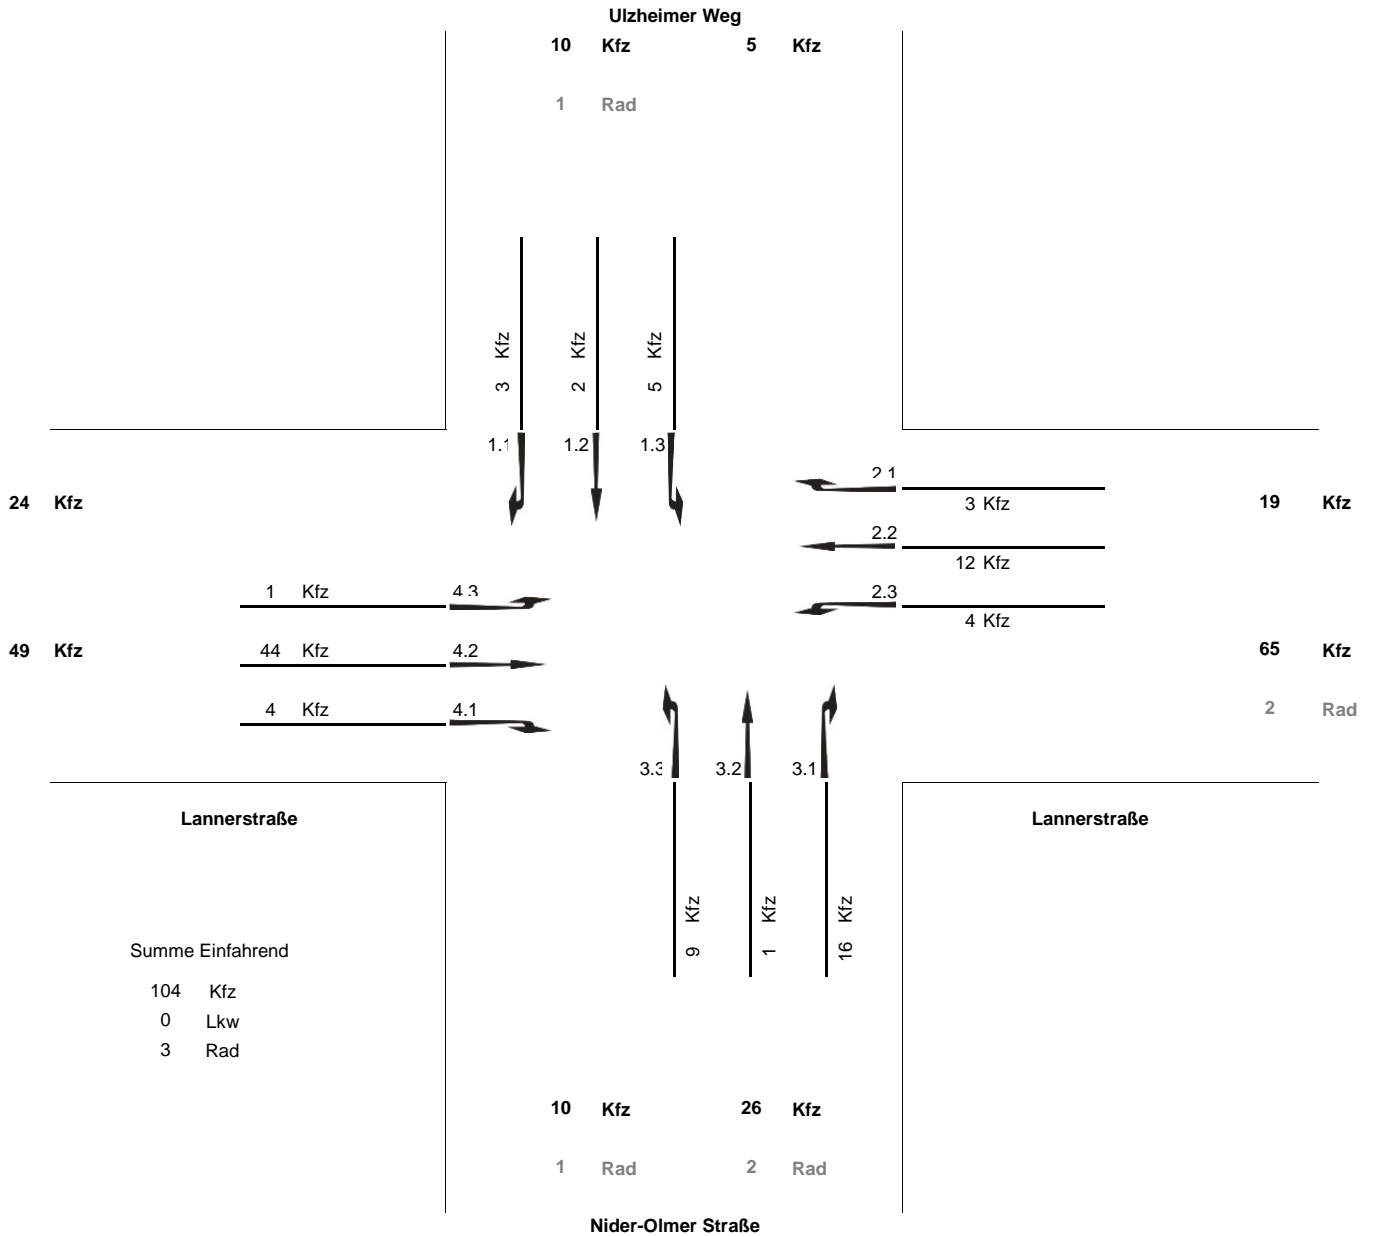 Ulzheimer Weg
10 Kfz 5 Kfz
1 Rad
3 Kfz
2 Kfz
5 Kfz
1.1 1.2 1.3
2.1
24 Kfz
3 Kfz
19 Kfz
2.2
12 Kfz
1 Kfz 4.3
2.3
4 Kfz
49 Kfz
44 Kfz 4.2
65 Kfz
4 Kfz 4.1
2 Rad
3.3 3.2 3.1
Lannerstraße
Lannerstraße
9 Kfz
1 Kfz
16 Kfz
Summe Einfahrend
104 Kfz
0 Lkw
3 Rad
10 Kfz 26 Kfz
1 Rad 2 Rad
Nider-Olmer Straße